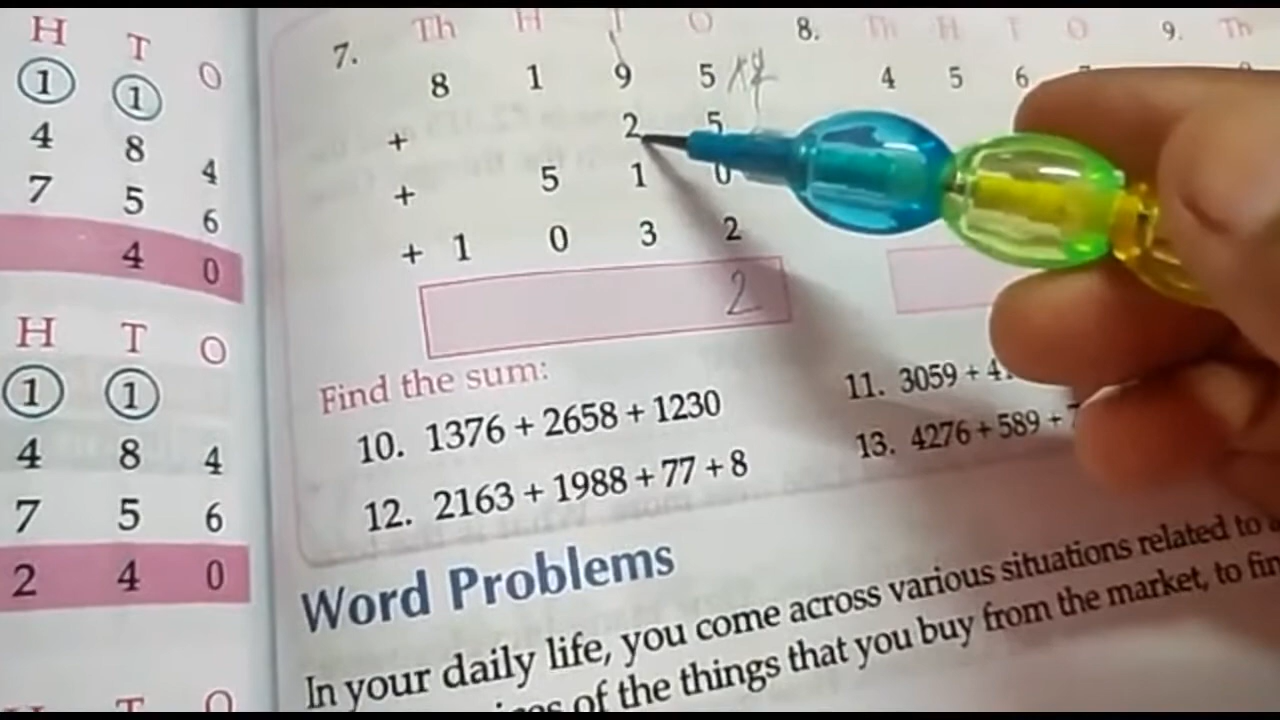 H T O
1 1
4 8 4
7 5 6
4 0
H T O
1 1
4 8 4
7 5 6
2 4 0
H T O
7. Th H T O
8 1 9 5
+ 2 5
+ 5 1 0
+ 1 0 3 2
2
8. Th H T O
4 5 6
9. Th
Find the sum:
10. 1376 + 2658 + 1230
11. 3059 + 4
12. 2163 + 1988 + 77 + 8
13. 4276 + 589 +
Word Problems
In your daily life, you come across various situations related to
of the things that you buy from the market, to